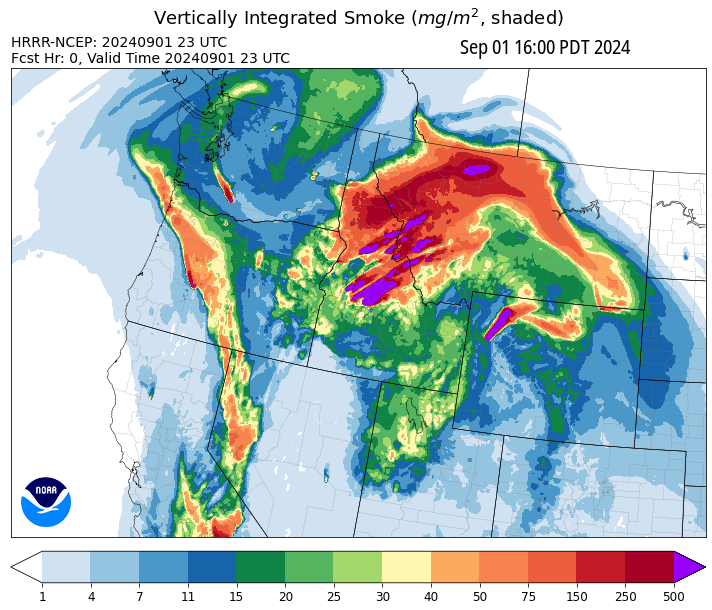 Vertically Integrated Smoke (mg/m², shaded)
HRRR-NCEP: 20240901 23 UTC
Fcst Hr: 0, Valid Time 20240901 23 UTC
Sep 01 16:00 PDT 2024
NOAA
1 4 7 11 15 20 25 30 40 50 75 150 250 500